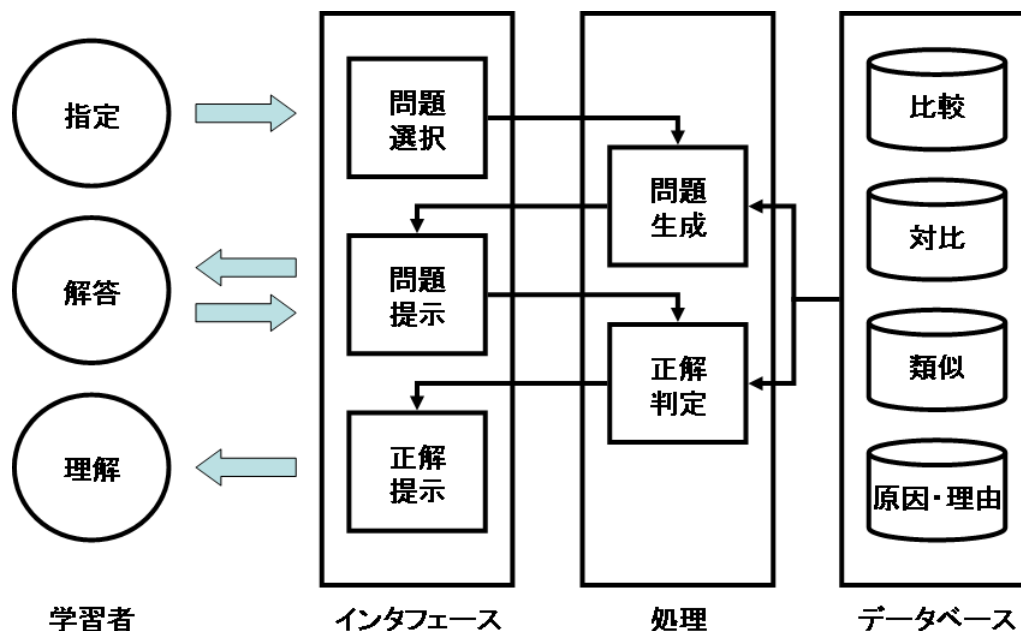 指定
解答
理解
学習者
問題
選択
問題
提示
正解
提示
インタフェース
問題
生成
正解
判定
処理
比較
対比
類似
原因・理由
データベース